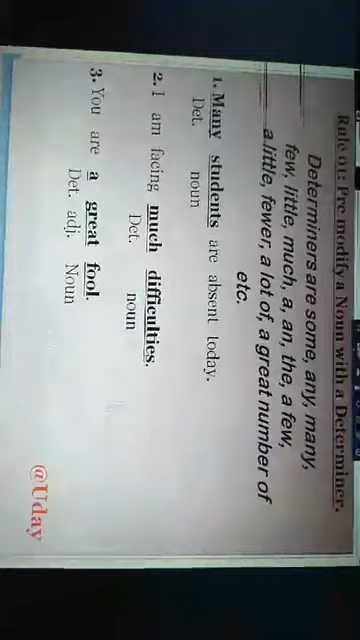 Rule 01: Pre modify a Noun with a Determiner.
Determiners are some, any, many,
few, little, much, a, an, the, a few,
a little, fewer, a lot of, a great number of
etc.
1. Many students are absent today.
Det. noun
2. I am facing much difficulties.
Det. noun
3. You are a great fool.
Det. adj. Noun
@Uday